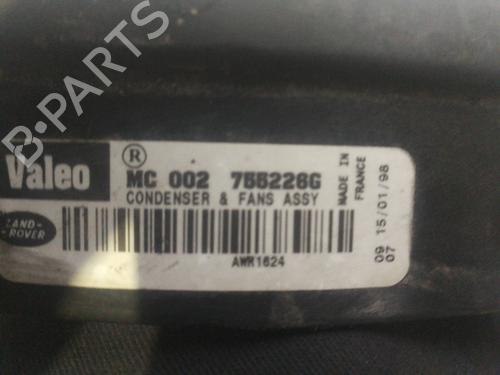 B-PARTS
Valeo
®
MC 002 755226G
CONDENSER & FANS ASSY
LAND-
-ROVER
AWR1624
MADE IN
FRANCE
09 15/01/98
07